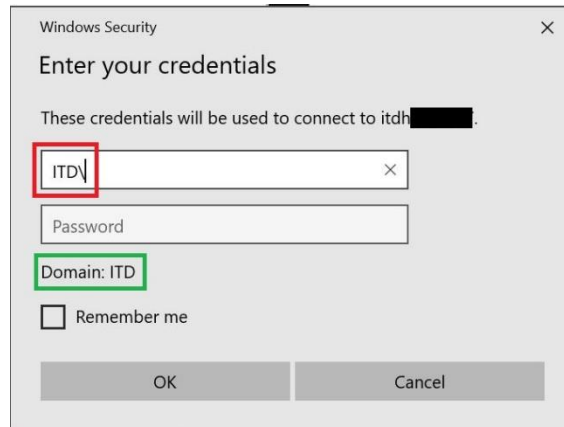 Windows Security
Enter your credentials
These credentials will be used to connect to itdh .
ITD\
Password
Domain: ITD
Remember me
OK Cancel